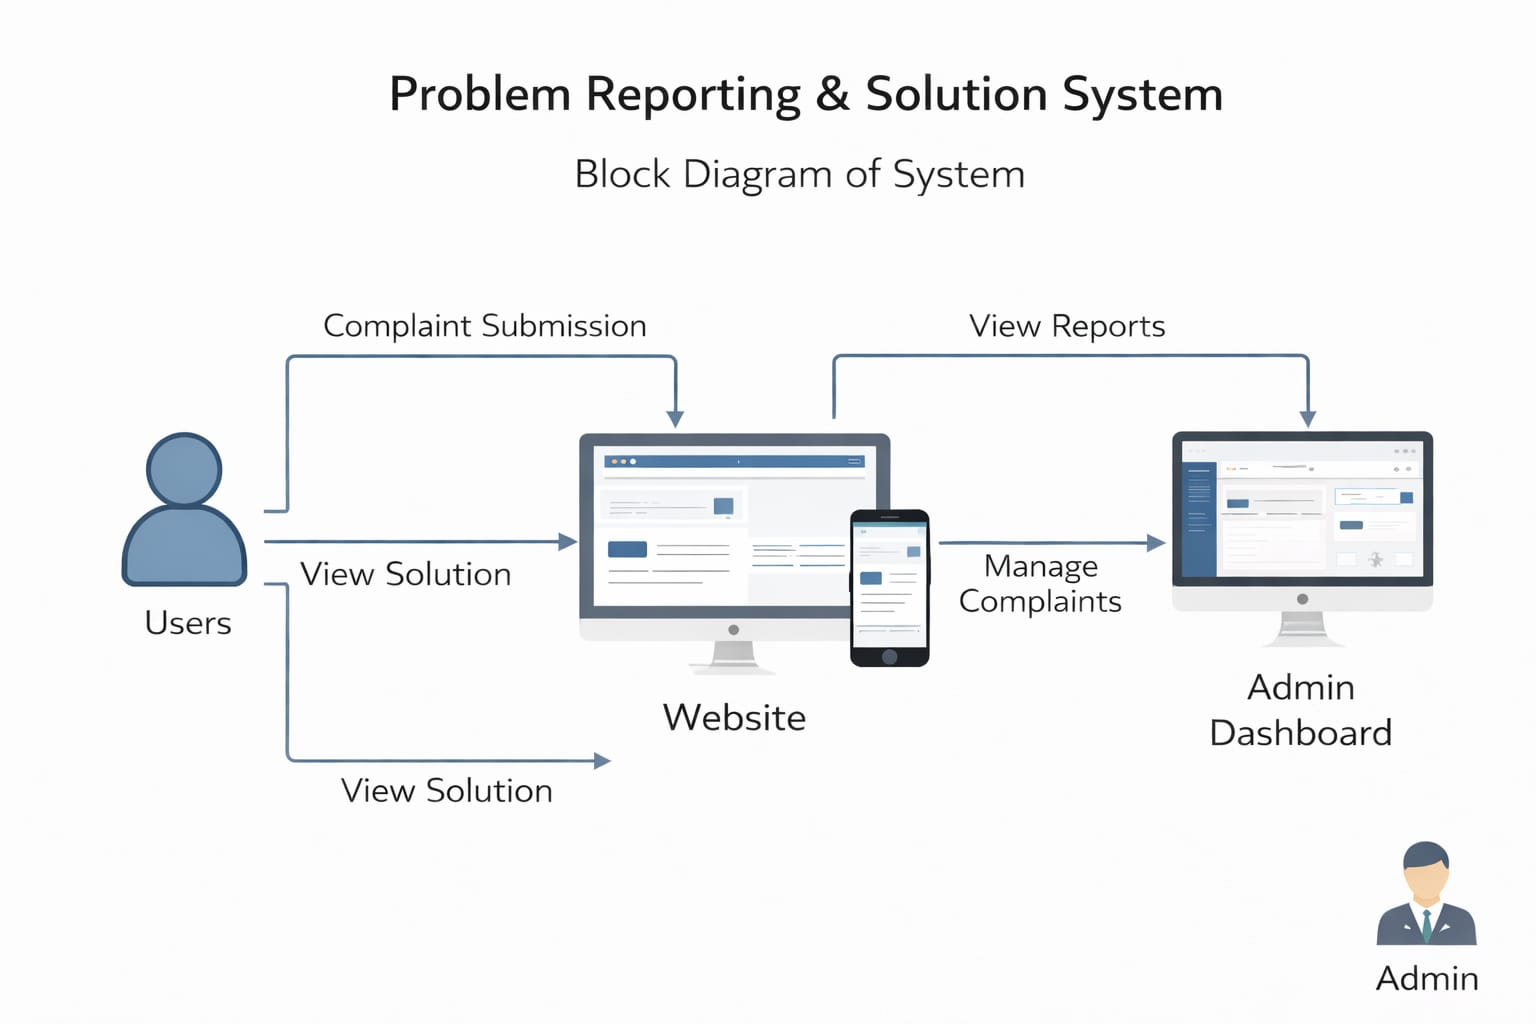 Problem Reporting & Solution System
Block Diagram of System
Complaint Submission
View Reports
View Solution
Manage
Complaints
Users
Website
Admin
Dashboard
View Solution
Admin